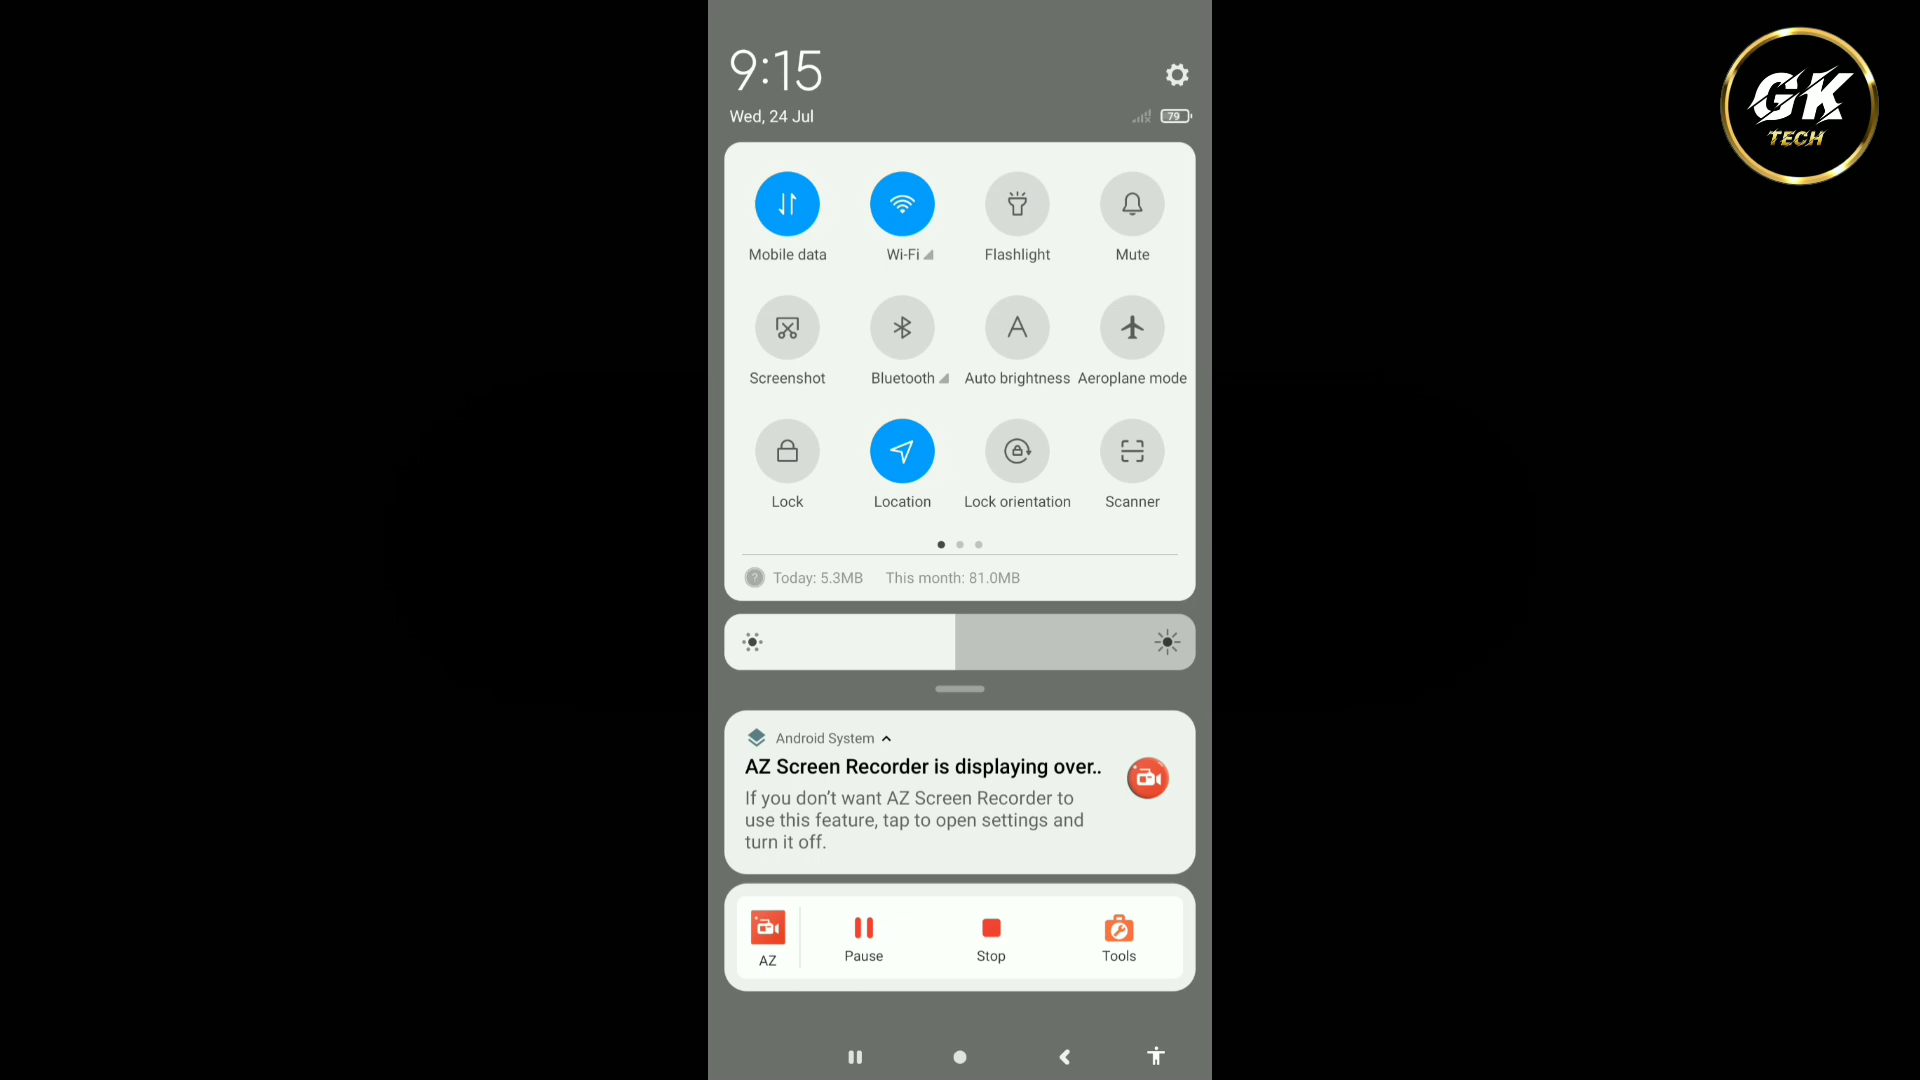 9:15
Wed, 24 Jul
79
GK
TECH
Mobile data
Wi-Fi
Flashlight
Mute
Screenshot
Bluetooth
A
Auto brightness
Aeroplane mode
Lock
Location
Lock orientation
Scanner
? Today: 5.3MB This month: 81.0MB
Android System
AZ Screen Recorder is displaying over..
If you don’t want AZ Screen Recorder to
use this feature, tap to open settings and
turn it off.
AZ
Pause
Stop
Tools